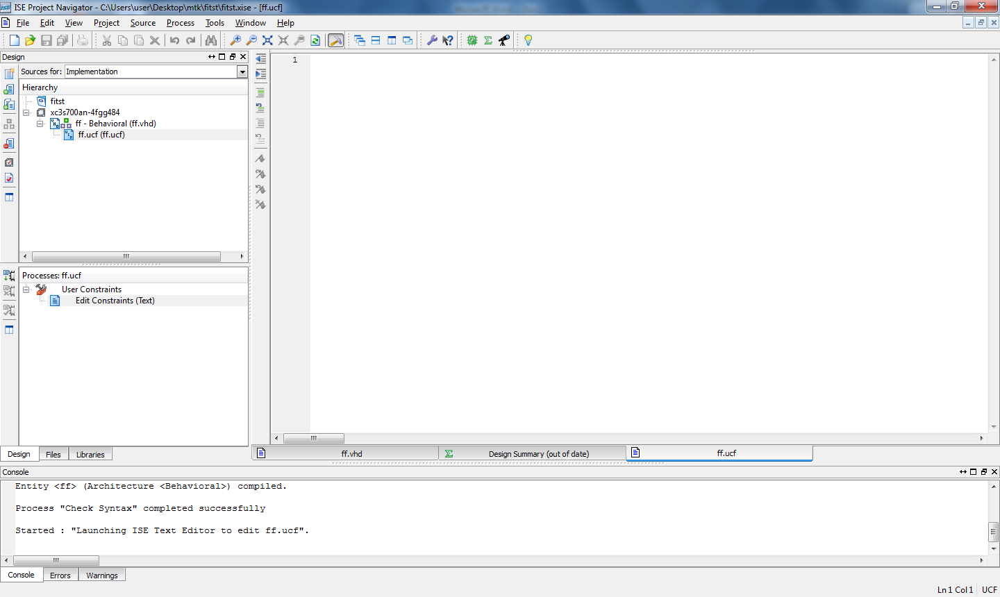 ISE Project Navigator - C:\Users\user\Desktop\mtk\fitst\fitst.xise - [ff.ucf]
File Edit View Project Source Process Tools Window Help
Design
Sources for: Implementation
Hierarchy
fitst
xc3s700an-4fgg484
ff - Behavioral (ff.vhd)
ff.ucf (ff.ucf)
1
Processes: ff.ucf
User Constraints
Edit Constraints (Text)
Design Files Libraries
ff.vhd Design Summary (out of date) ff.ucf
Console
Entity <ff> (Architecture <Behavioral>) compiled.
Process "Check Syntax" completed successfully
Started : "Launching ISE Text Editor to edit ff.ucf".
Console Errors Warnings
Ln 1 Col 1 UCF